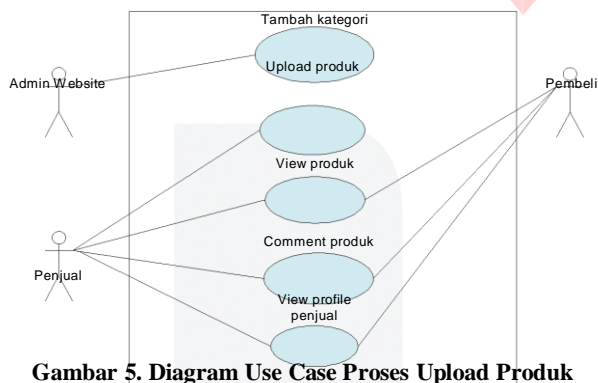 Tambah kategori
Upload produk
Admin Website
Pembeli
View produk
Comment produk
Penjual
View profile
penjual
Gambar 5. Diagram Use Case Proses Upload Produk